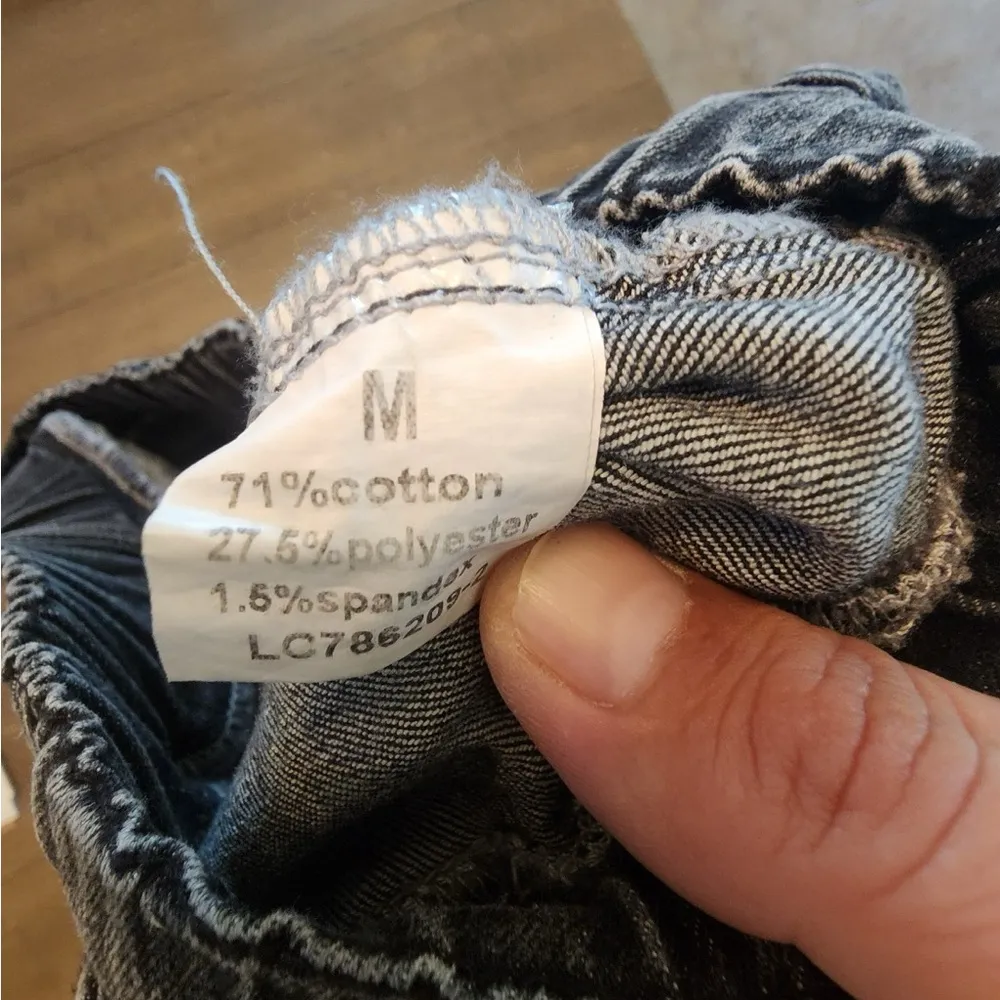 M
71%cotton
27.5%polyester
1.5%spandex
LC786209-2